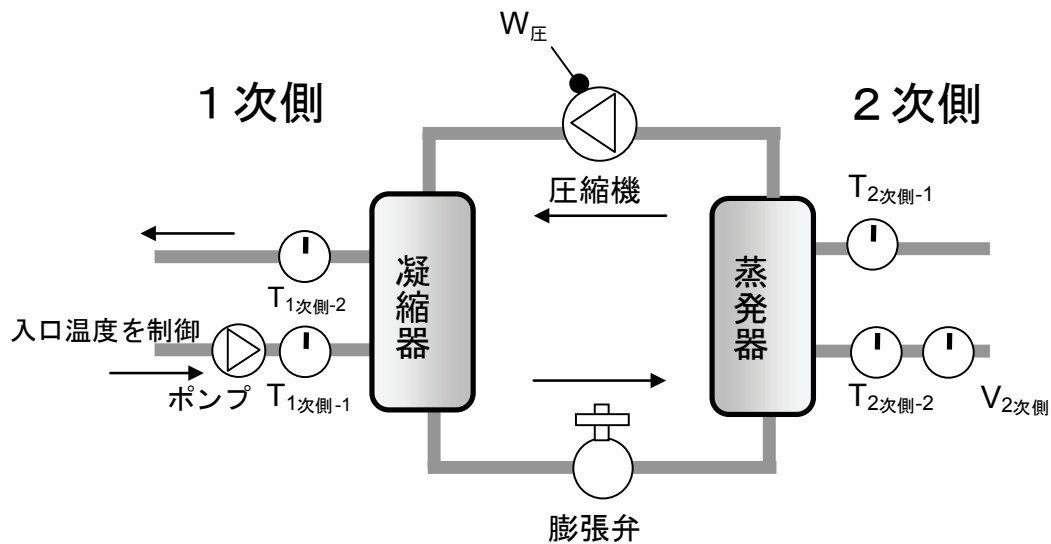 W圧
1次側
2次側
圧縮機
T2次側-1
凝縮器
蒸発器
T1次側-2
入口温度を制御
ポンプ
T1次側-1
T2次側-2
V2次側
膨張弁